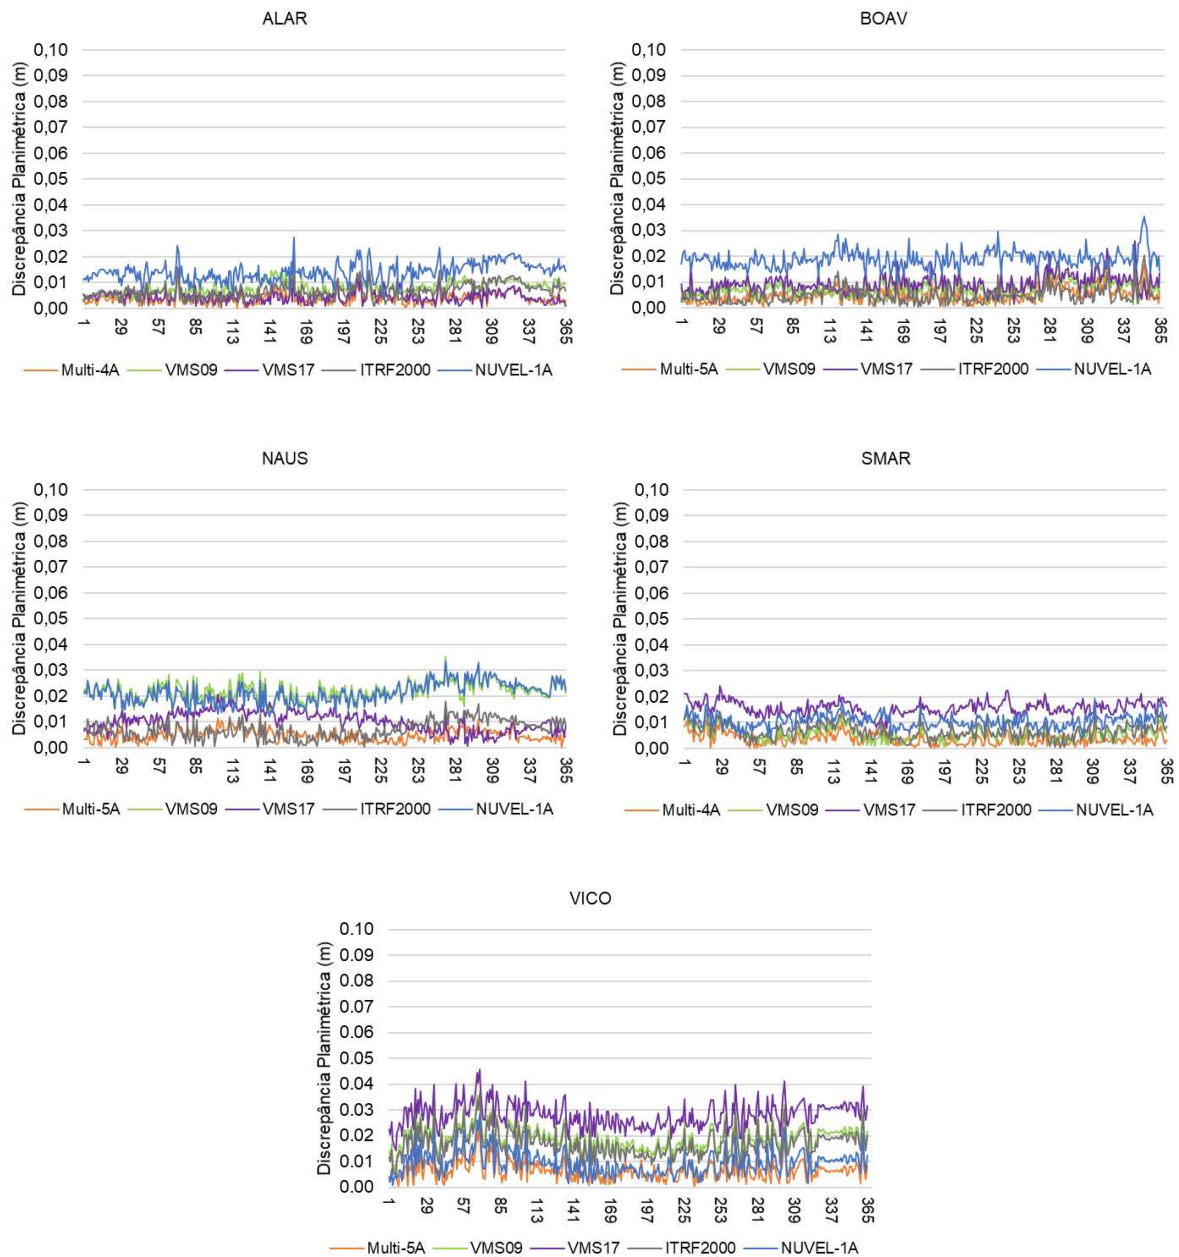 ALAR
Discrepância Planimétrica (m)
0,10
0,09
0,08
0,07
0,06
0,05
0,04
0,03
0,02
0,01
0,00
1 29 57 85 113 141 169 197 225 253 281 309 337 365
Multi-4A VMS09 VMS17 ITRF2000 NUVEL-1A
BOAV
Discrepância Planimétrica (m)
0,10
0,09
0,08
0,07
0,06
0,05
0,04
0,03
0,02
0,01
0,00
1 29 57 85 113 141 169 197 225 253 281 309 337 365
Multi-5A VMS09 VMS17 ITRF2000 NUVEL-1A
NAUS
Discrepância Planimétrica (m)
0,10
0,09
0,08
0,07
0,06
0,05
0,04
0,03
0,02
0,01
0,00
1 29 57 85 113 141 169 197 225 253 281 309 337 365
Multi-5A VMS09 VMS17 ITRF2000 NUVEL-1A
SMAR
Discrepância Planimétrica (m)
0,10
0,09
0,08
0,07
0,06
0,05
0,04
0,03
0,02
0,01
0,00
1 29 57 85 113 141 169 197 225 253 281 309 337 365
Multi-4A VMS09 VMS17 ITRF2000 NUVEL-1A
VICO
Discrepância Planimétrica (m)
0.10
0.09
0.08
0.07
0.06
0.05
0.04
0.03
0.02
0.01
0.00
1 29 57 85 113 141 169 197 225 253 281 309 337 365
Multi-5A VMS09 VMS17 ITRF2000 NUVEL-1A